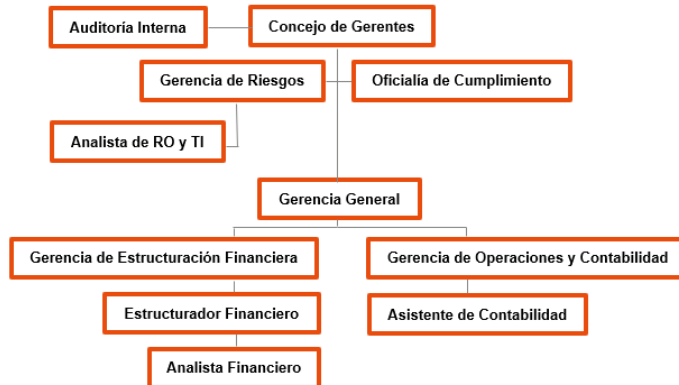 Auditoría Interna
Concejo de Gerentes
Gerencia de Riesgos
Oficialía de Cumplimiento
Analista de RO y TI
Gerencia General
Gerencia de Estructuración Financiera
Gerencia de Operaciones y Contabilidad
Estructurador Financiero
Asistente de Contabilidad
Analista Financiero